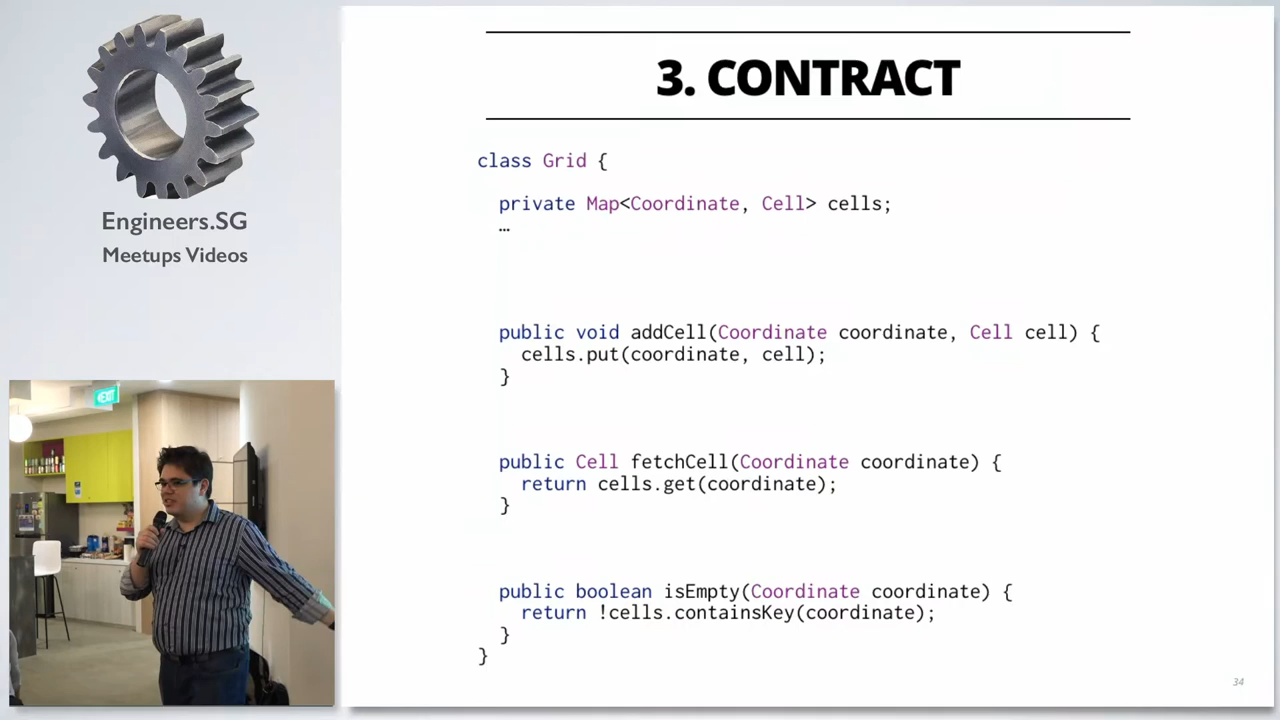 Engineers.SG
Meetups Videos
EXIT
3. CONTRACT
class Grid {
private Map<Coordinate, Cell> cells;
…
public void addCell(Coordinate coordinate, Cell cell) {
cells.put(coordinate, cell);
}
public Cell fetchCell(Coordinate coordinate) {
return cells.get(coordinate);
}
public boolean isEmpty(Coordinate coordinate) {
return !cells.containsKey(coordinate);
}
}
34